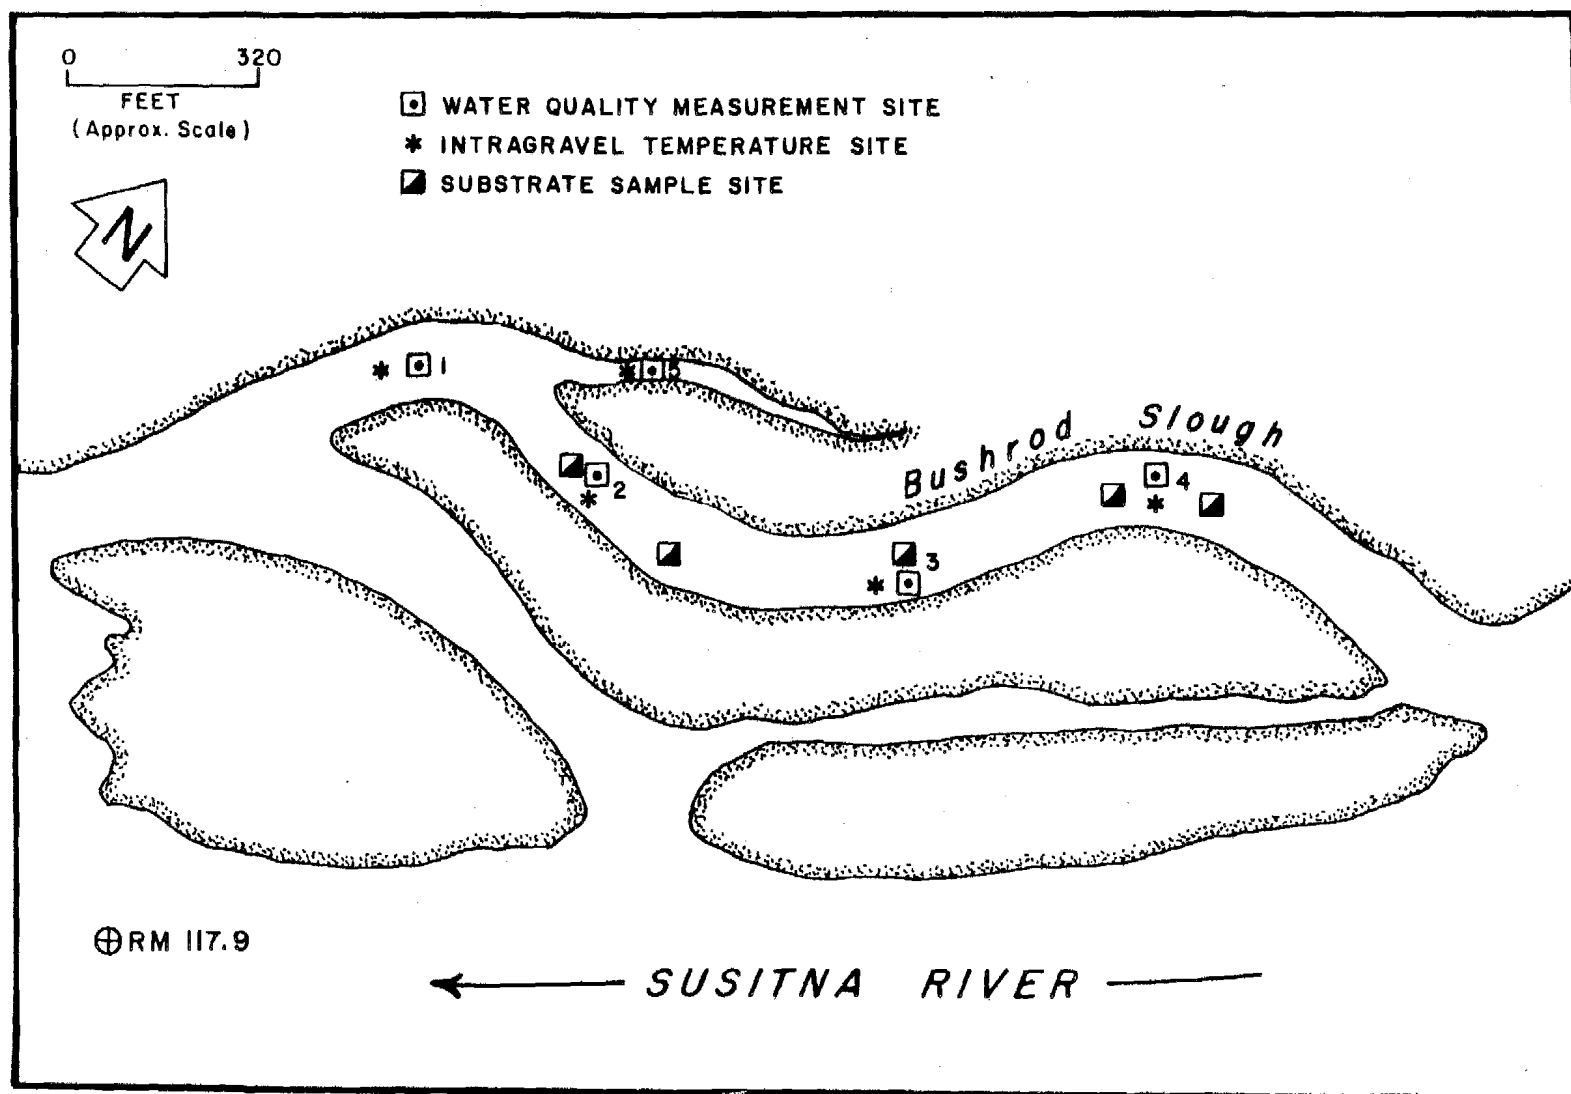 0 320
FEET
(Approx. Scale)
WATER QUALITY MEASUREMENT SITE
* INTRAGRAVEL TEMPERATURE SITE
SUBSTRATE SAMPLE SITE
N
1
5
Bushrod Slough
2
4
3
RM 117.9
SUSITNA RIVER